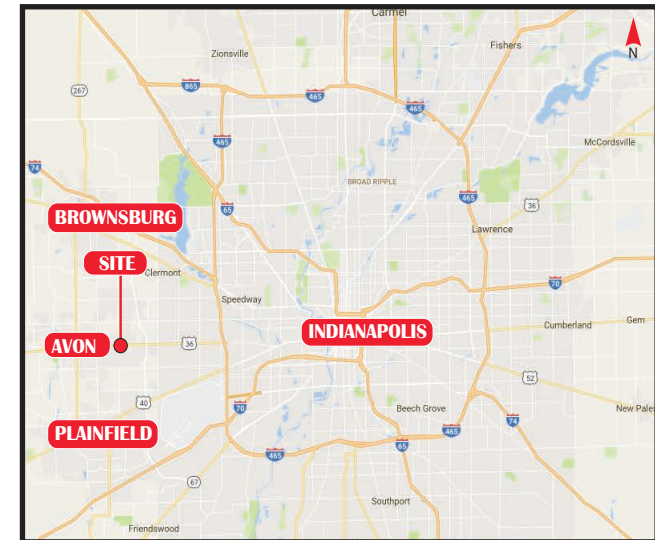 Carmel
N
Zionsville
Fishers
865
267
465
465
McCordsville
74
BROAD RIPPLE
465
36
65
BROWNSBURG
Lawrence
SITE
Clermont
70
Speedway
INDIANAPOLIS
Cumberland
Gem
AVON
36
52
40
70
Beech Grove
New Pales
74
PLAINFIELD
465
65
465
67
Southport
Friendswood